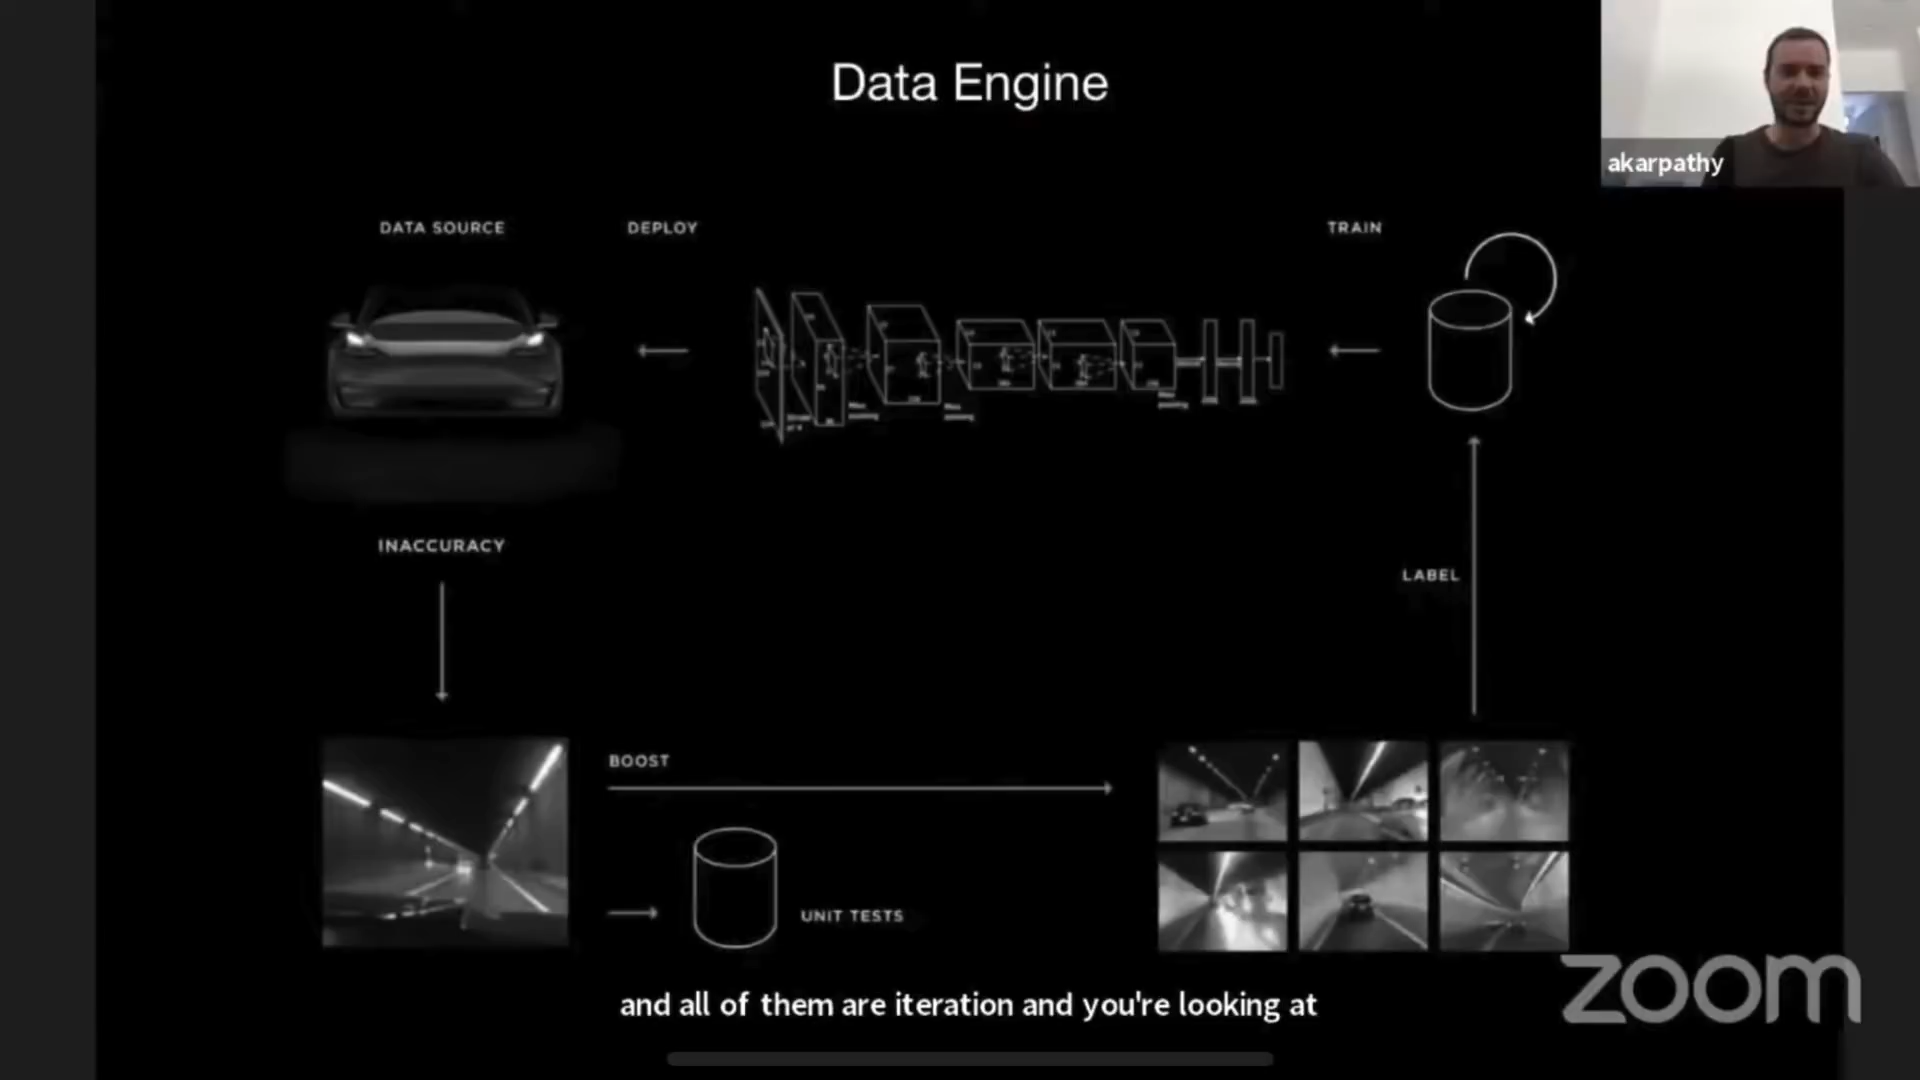 Data Engine
akarpathy
DATA SOURCE
DEPLOY
TRAIN
INACCURACY
LABEL
BOOST
UNIT TESTS
zoom
and all of them are iteration and you're looking at